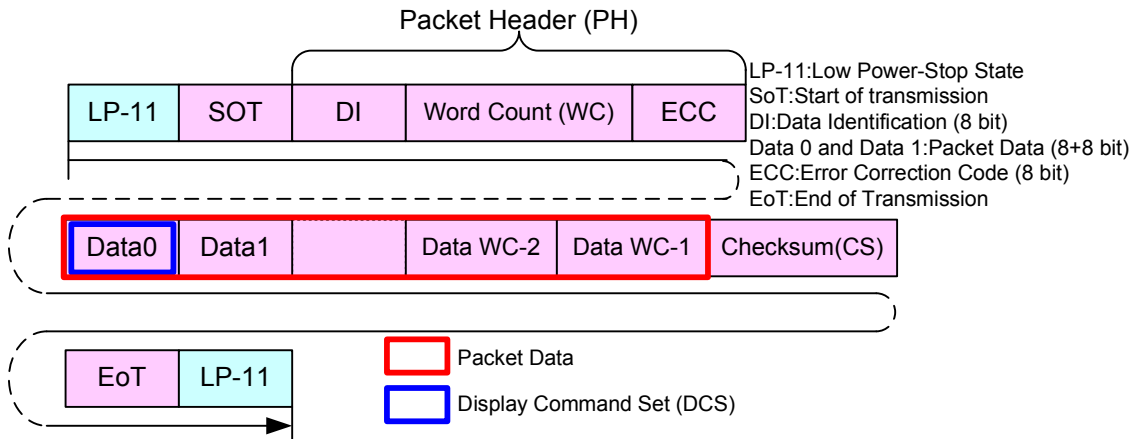 Packet Header (PH)
LP-11 SOT DI Word Count (WC) ECC
LP-11:Low Power-Stop State
SoT:Start of transmission
DI:Data Identification (8 bit)
Data 0 and Data 1:Packet Data (8+8 bit)
ECC:Error Correction Code (8 bit)
EoT:End of Transmission
Data0 Data1 Data WC-2 Data WC-1 Checksum(CS)
EoT LP-11
Packet Data
Display Command Set (DCS)